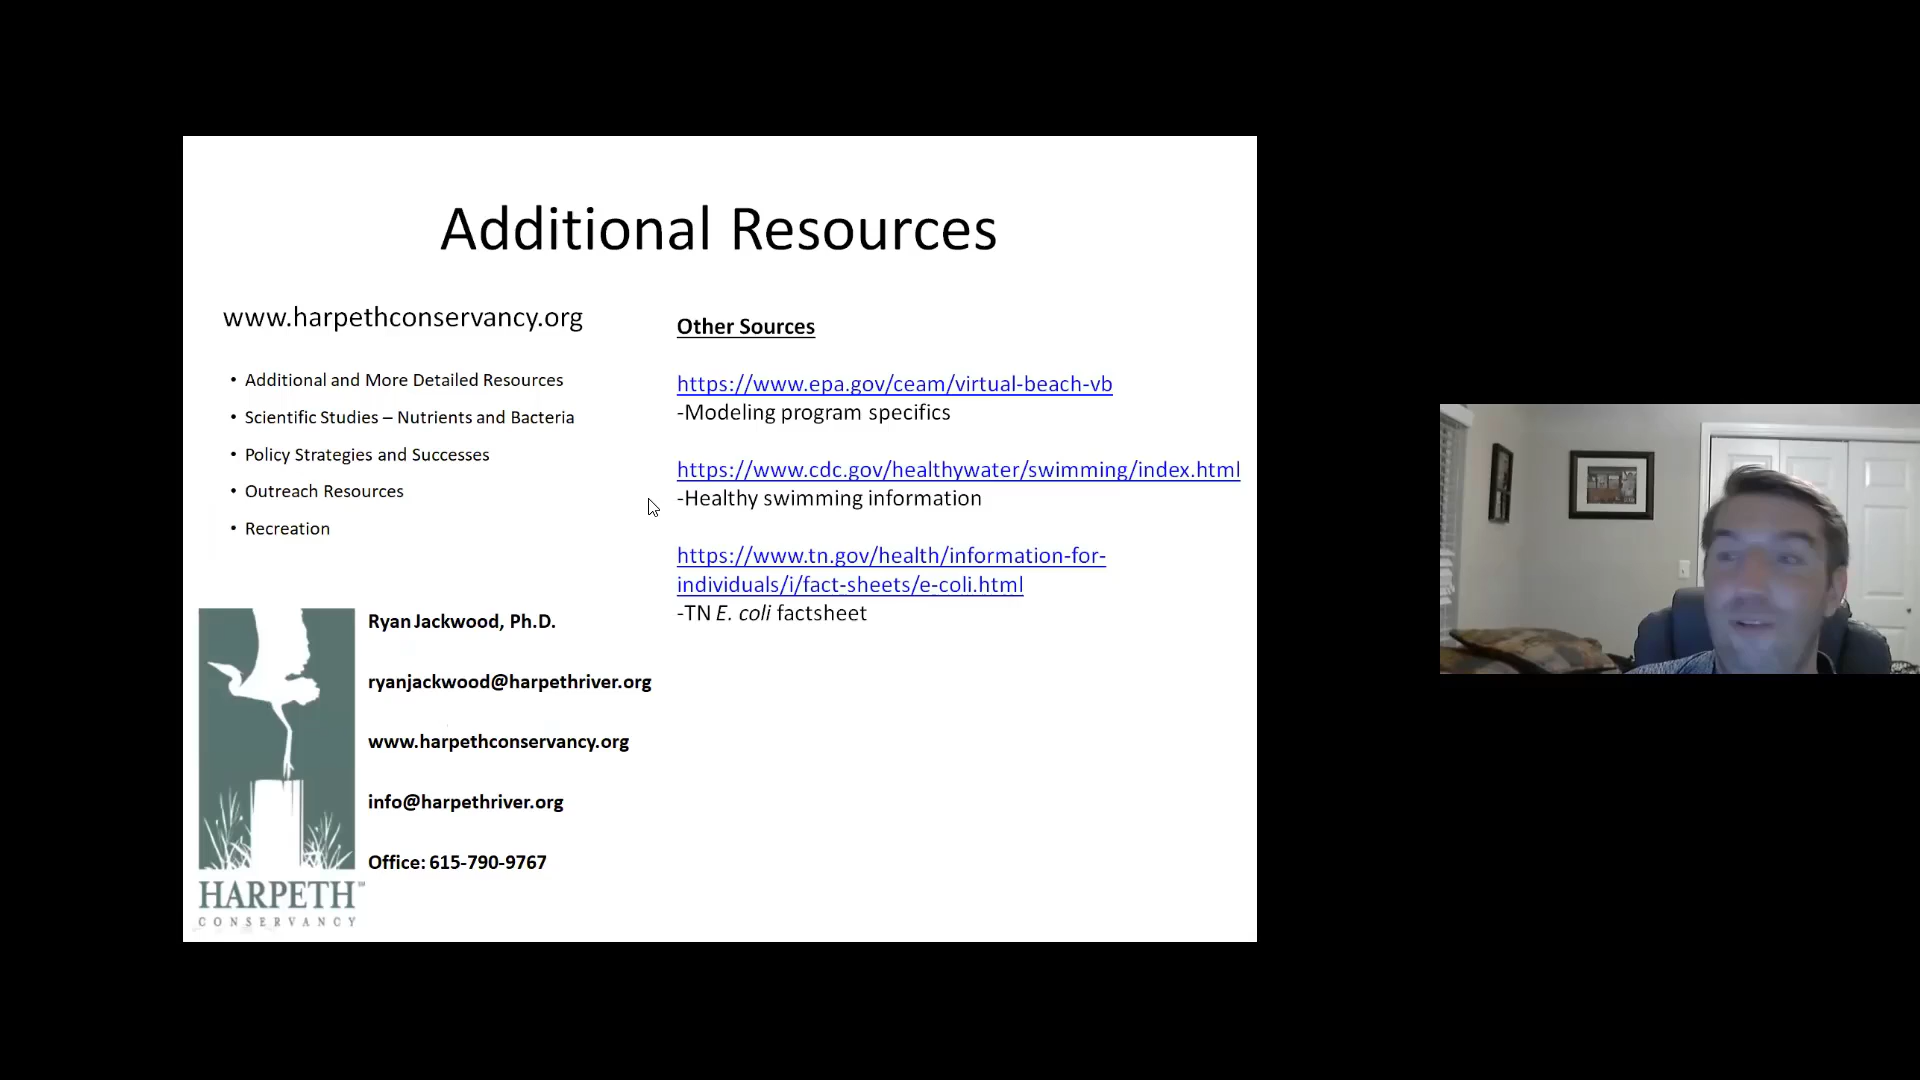 Additional Resources
www.harpethconservancy.org
• Additional and More Detailed Resources
• Scientific Studies – Nutrients and Bacteria
• Policy Strategies and Successes
• Outreach Resources
• Recreation
Other Sources
https://www.epa.gov/ceam/virtual-beach-vb
-Modeling program specifics
https://www.cdc.gov/healthywater/swimming/index.html
-Healthy swimming information
https://www.tn.gov/health/information-for-
individuals/i/fact-sheets/e-coli.html
-TN E. coli factsheet
Ryan Jackwood, Ph.D.
ryanjackwood@harpethriver.org
www.harpethconservancy.org
info@harpethriver.org
Office: 615-790-9767
HARPETH℠
CONSERVANCY